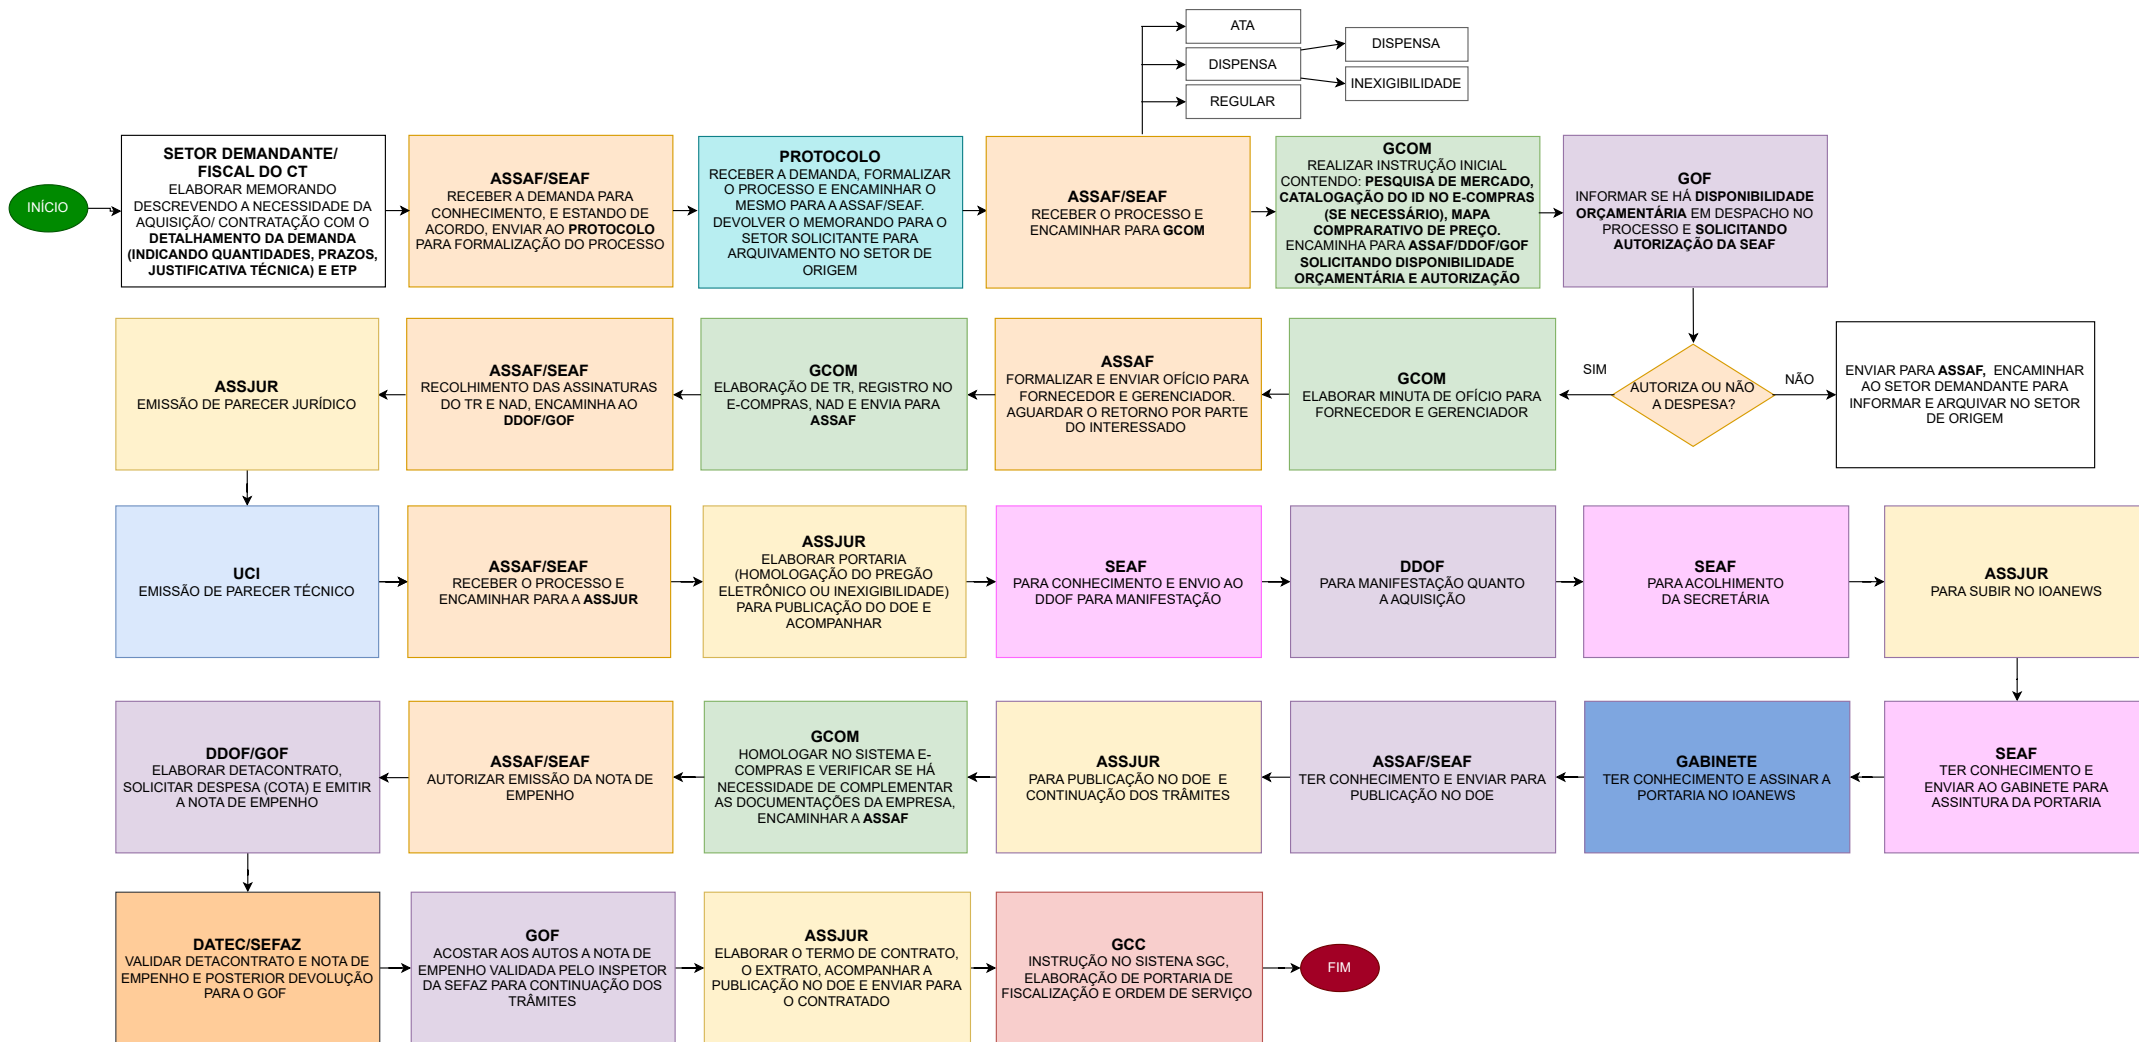 ATA
DISPENSA
REGULAR
DISPENSA
INEXIGIBILIDADE
INÍCIO
SETOR DEMANDANTE/
FISCAL DO CT
ELABORAR MEMORANDO
DESCREVENDO A NECESSIDADE DA
AQUISIÇÃO/ CONTRATAÇÃO COM O
DETALHAMENTO DA DEMANDA
(INDICANDO QUANTIDADES, PRAZOS,
JUSTIFICATIVA TÉCNICA) E ETP
ASSAF/SEAF
RECEBER A DEMANDA PARA
CONHECIMENTO, E ESTANDO DE
ACORDO, ENVIAR AO PROTOCOLO
PARA FORMALIZAÇÃO DO PROCESSO
PROTOCOLO
RECEBER A DEMANDA, FORMALIZAR
O PROCESSO E ENCAMINHAR O
MESMO PARA A ASSAF/SEAF.
DEVOLVER O MEMORANDO PARA O
SETOR SOLICITANTE PARA
ARQUIVAMENTO NO SETOR DE
ORIGEM
ASSAF/SEAF
RECEBER O PROCESSO E
ENCAMINHAR PARA GCOM
GCOM
REALIZAR INSTRUÇÃO INICIAL
CONTENDO: PESQUISA DE MERCADO,
CATALOGAÇÃO DO ID NO E-COMPRAS
(SE NECESSÁRIO), MAPA
COMPRARATIVO DE PREÇO.
ENCAMINHA PARA ASSAF/DDOF/GOF
SOLICITANDO DISPONIBILIDADE
ORÇAMENTÁRIA E AUTORIZAÇÃO
GOF
INFORMAR SE HÁ DISPONIBILIDADE
ORÇAMENTÁRIA EM DESPACHO NO
PROCESSO E SOLICITANDO
AUTORIZAÇÃO DA SEAF
AUTORIZA OU NÃO
A DESPESA?
SIM
NÃO
ENVIAR PARA ASSAF, ENCAMINHAR
AO SETOR DEMANDANTE PARA
INFORMAR E ARQUIVAR NO SETOR
DE ORIGEM
GCOM
ELABORAR MINUTA DE OFÍCIO PARA
FORNECEDOR E GERENCIADOR
ASSAF
FORMALIZAR E ENVIAR OFÍCIO PARA
FORNECEDOR E GERENCIADOR.
AGUARDAR O RETORNO POR PARTE
DO INTERESSADO
GCOM
ELABORAÇÃO DE TR, REGISTRO NO
E-COMPRAS, NAD E ENVIA PARA
ASSAF
ASSAF/SEAF
RECOLHIMENTO DAS ASSINATURAS
DO TR E NAD, ENCAMINHA AO
DDOF/GOF
ASSJUR
EMISSÃO DE PARECER JURÍDICO
UCI
EMISSÃO DE PARECER TÉCNICO
ASSAF/SEAF
RECEBER O PROCESSO E
ENCAMINHAR PARA A ASSJUR
ASSJUR
ELABORAR PORTARIA
(HOMOLOGAÇÃO DO PREGÃO
ELETRÔNICO OU INEXIGIBILIDADE)
PARA PUBLICAÇÃO DO DOE E
ACOMPANHAR
SEAF
PARA CONHECIMENTO E ENVIO AO
DDOF PARA MANIFESTAÇÃO
DDOF
PARA MANIFESTAÇÃO QUANTO
A AQUISIÇÃO
SEAF
PARA ACOLHIMENTO
DA SECRETÁRIA
ASSJUR
PARA SUBIR NO IOANEWS
SEAF
TER CONHECIMENTO E
ENVIAR AO GABINETE PARA
ASSINTURA DA PORTARIA
GABINETE
TER CONHECIMENTO E ASSINAR A
PORTARIA NO IOANEWS
ASSAF/SEAF
TER CONHECIMENTO E ENVIAR PARA
PUBLICAÇÃO NO DOE
ASSJUR
PARA PUBLICAÇÃO NO DOE E
CONTINUAÇÃO DOS TRÂMITES
GCOM
HOMOLOGAR NO SISTEMA E-
COMPRAS E VERIFICAR SE HÁ
NECESSIDADE DE COMPLEMENTAR
AS DOCUMENTAÇÕES DA EMPRESA,
ENCAMINHAR A ASSAF
ASSAF/SEAF
AUTORIZAR EMISSÃO DA NOTA DE
EMPENHO
DDOF/GOF
ELABORAR DETACONTRATO,
SOLICITAR DESPESA (COTA) E EMITIR
A NOTA DE EMPENHO
DATEC/SEFAZ
VALIDAR DETACONTRATO E NOTA DE
EMPENHO E POSTERIOR DEVOLUÇÃO
PARA O GOF
GOF
ACOSTAR AOS AUTOS A NOTA DE
EMPENHO VALIDADA PELO INSPETOR
DA SEFAZ PARA CONTINUAÇÃO DOS
TRÂMITES
ASSJUR
ELABORAR O TERMO DE CONTRATO,
O EXTRATO, ACOMPANHAR A
PUBLICAÇÃO NO DOE E ENVIAR PARA
O CONTRATADO
GCC
INSTRUÇÃO NO SISTENA SGC,
ELABORAÇÃO DE PORTARIA DE
FISCALIZAÇÃO E ORDEM DE SERVIÇO
FIM